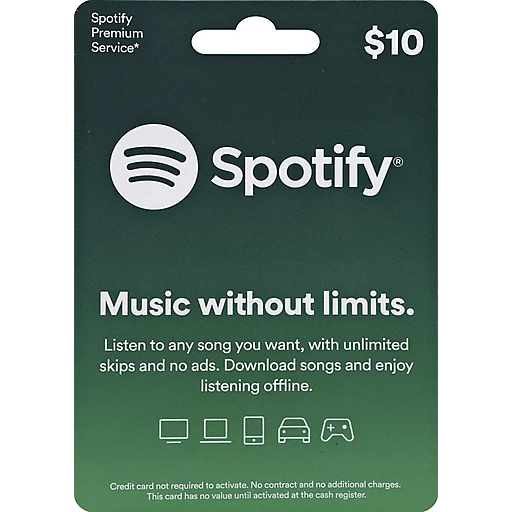 Spotify
Premium
Service*
$10
Spotify®
Music without limits.
Listen to any song you want, with unlimited
skips and no ads. Download songs and enjoy
listening offline.
Credit card not required to activate. No contract and no additional charges.
This card has no value until activated at the cash register.